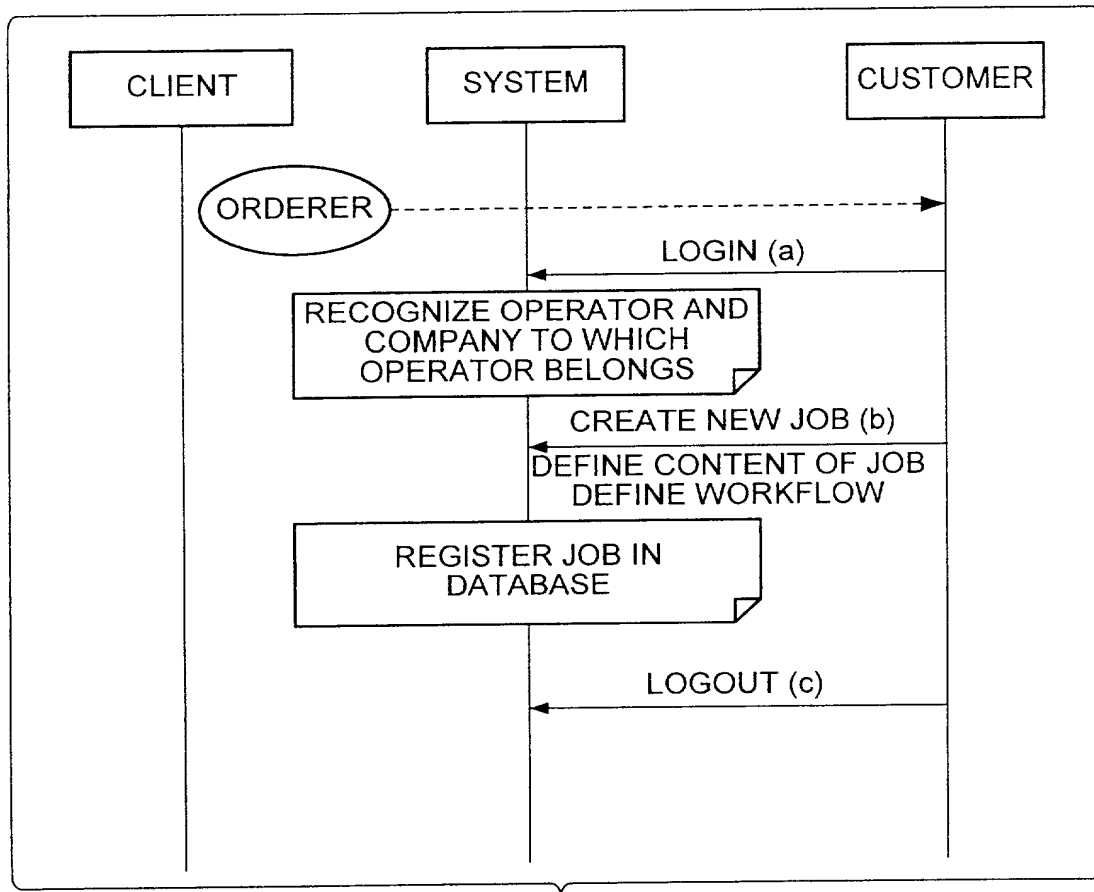 CLIENT
SYSTEM
CUSTOMER
ORDERER
LOGIN (a)
RECOGNIZE OPERATOR AND
COMPANY TO WHICH
OPERATOR BELONGS
CREATE NEW JOB (b)
DEFINE CONTENT OF JOB
DEFINE WORKFLOW
REGISTER JOB IN
DATABASE
LOGOUT (c)